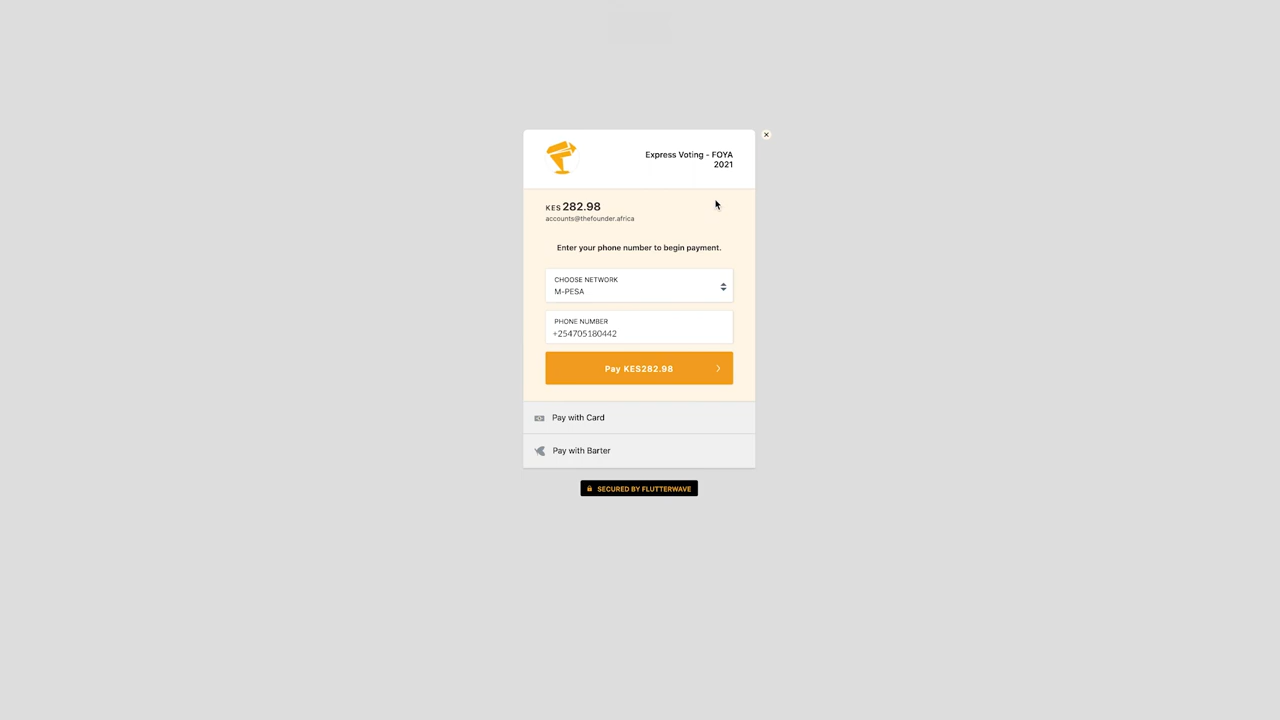 Express Voting - FOYA
2021
KES 282.98
accounts@thefounder.africa
Enter your phone number to begin payment.
CHOOSE NETWORK
M-PESA
PHONE NUMBER
+254705180442
Pay KES282.98
Pay with Card
Pay with Barter
SECURED BY FLUTTERWAVE